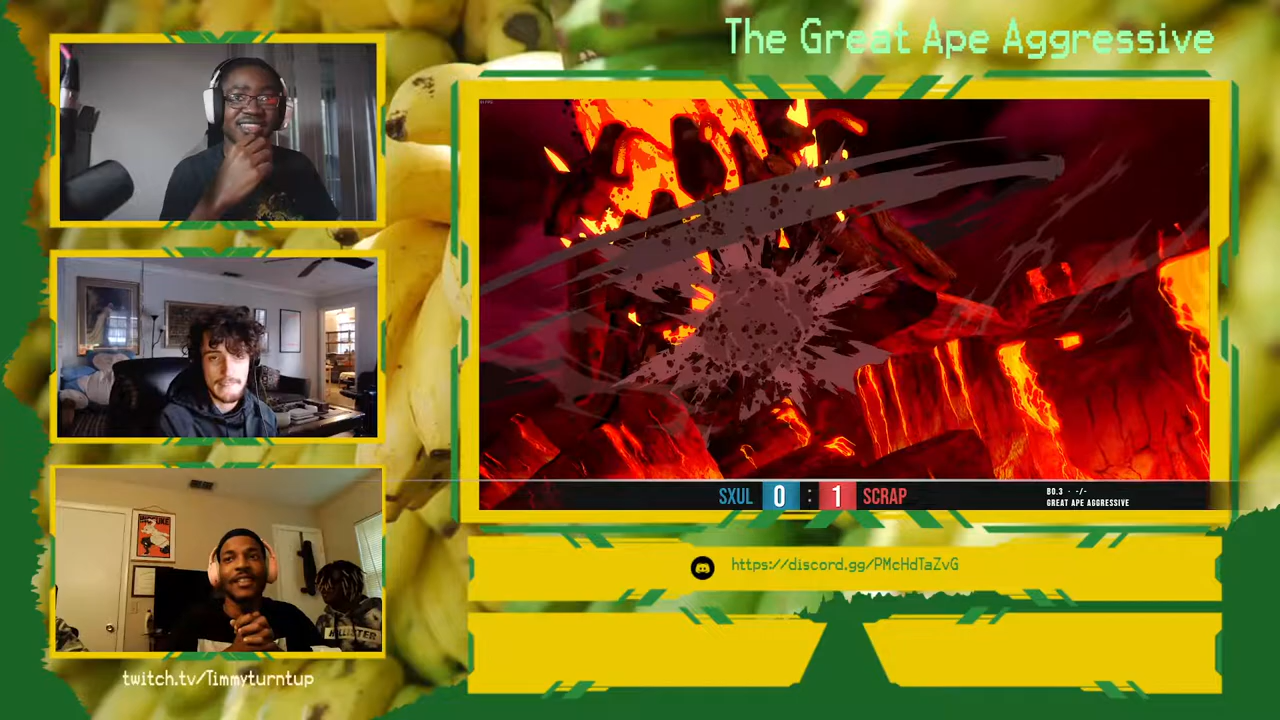 The Great Ape Aggressive
SXUL 0 : 1 SCRAP
BO.3 · -/-
GREAT APE AGGRESSIVE
https://discord.gg/PMcHdTaZvG
HOLLISTER
twitch.tv/Timmyturntup